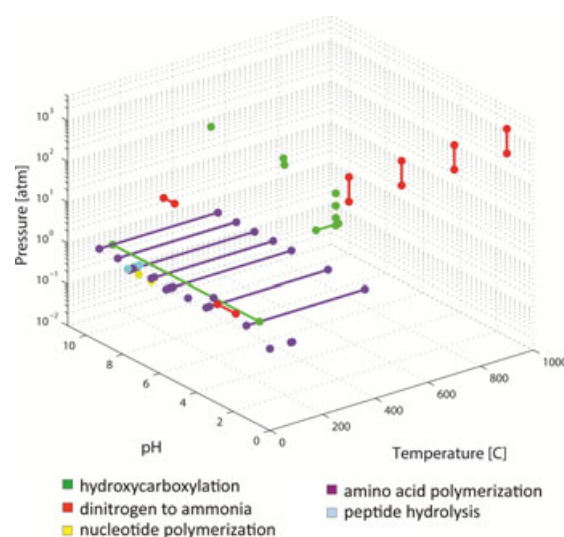 Pressure [atm]
10³
10²
10¹
10⁰
10⁻¹
10⁻²
10
8
6
4
2
0
pH
0
200
400
600
800
1000
Temperature [C]
hydroxycarboxylation
dinitrogen to ammonia
nucleotide polymerization
amino acid polymerization
peptide hydrolysis